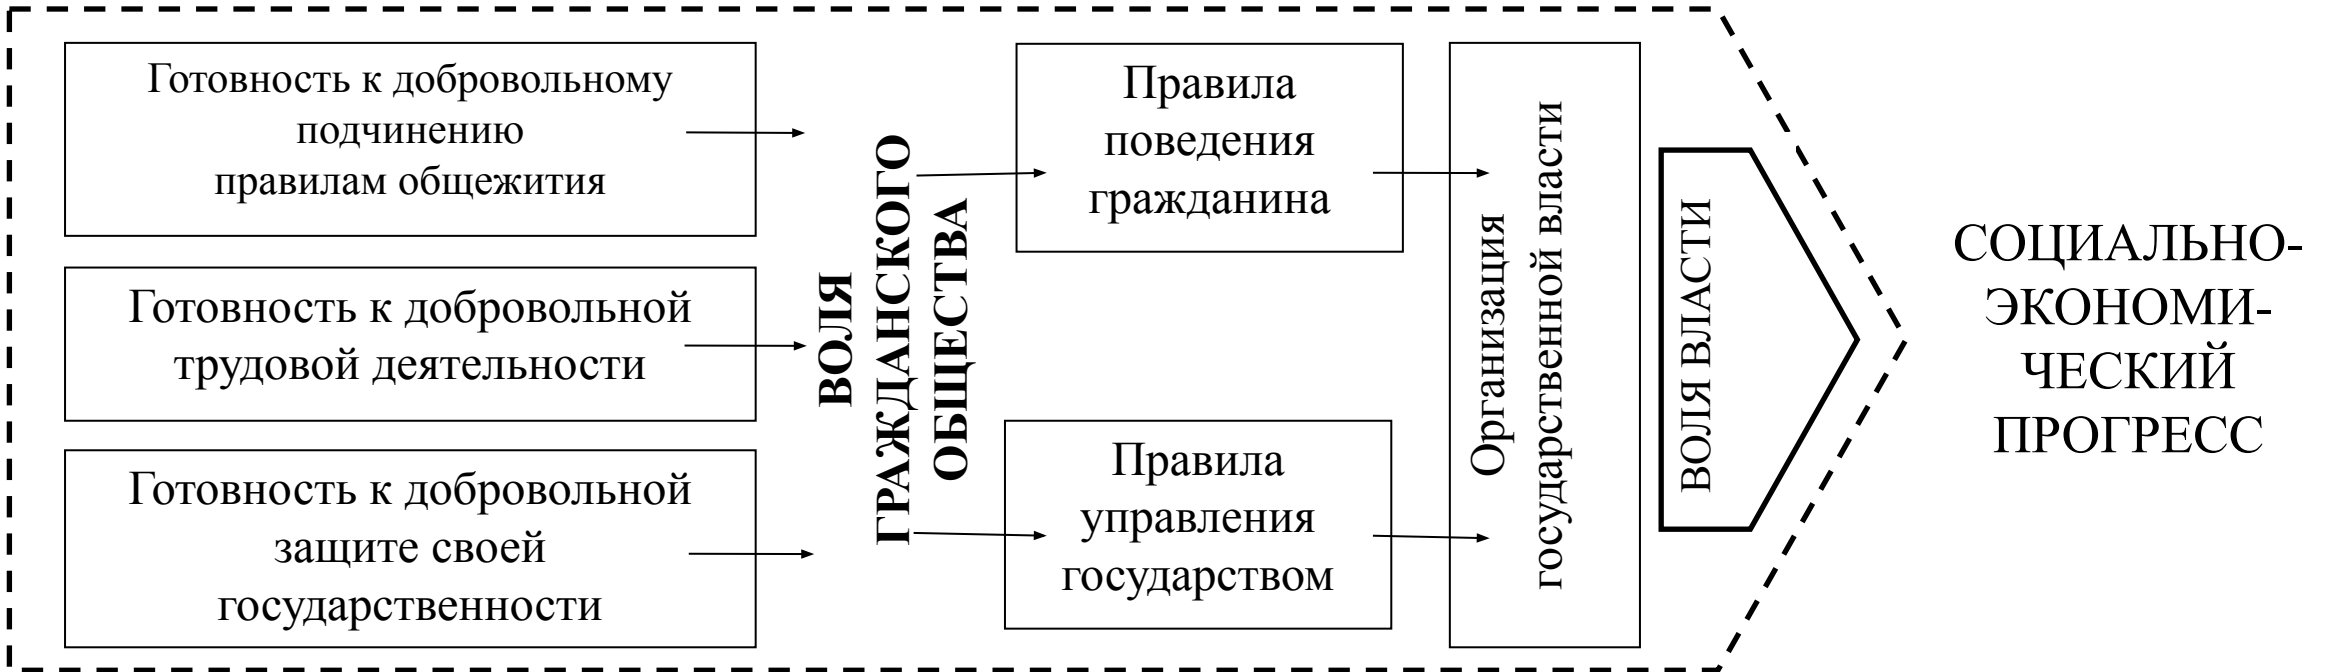 Готовность к добровольному
подчинению
правилам общежития
Готовность к добровольной
трудовой деятельности
Готовность к добровольной
защите своей
государственности
ВОЛЯ
ГРАЖДАНСКОГО
ОБЩЕСТВА
Правила
поведения
гражданина
Правила
управления
государством
Организация
государственной власти
ВОЛЯ ВЛАСТИ
СОЦИАЛЬНО-
ЭКОНОМИ-
ЧЕСКИЙ
ПРОГРЕСС